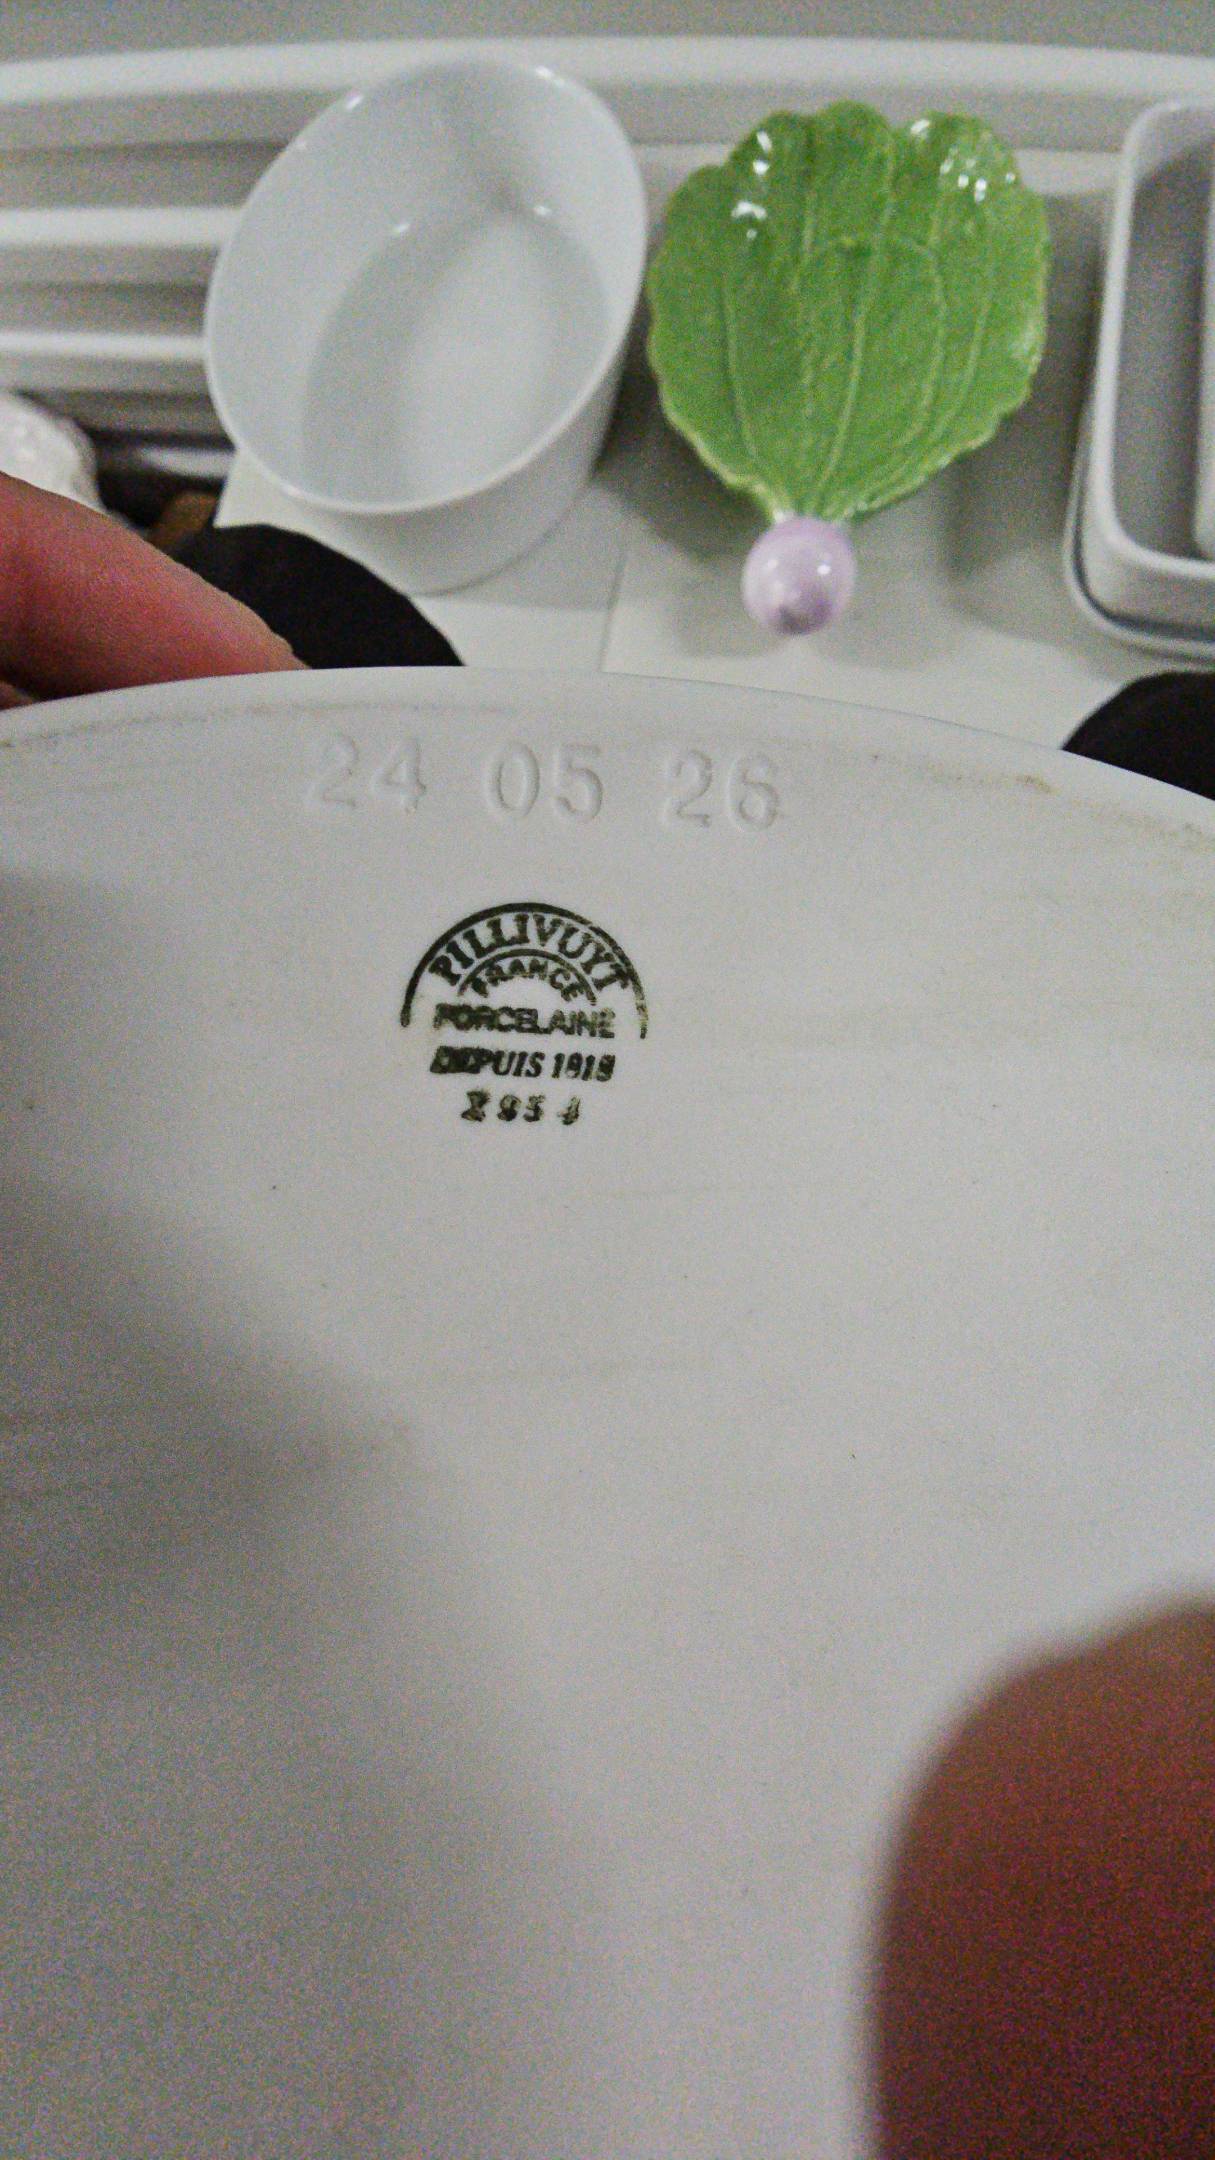 24 05 26
PILLIVUYT
FRANCE
PORCELAINE
DEPUIS 1818